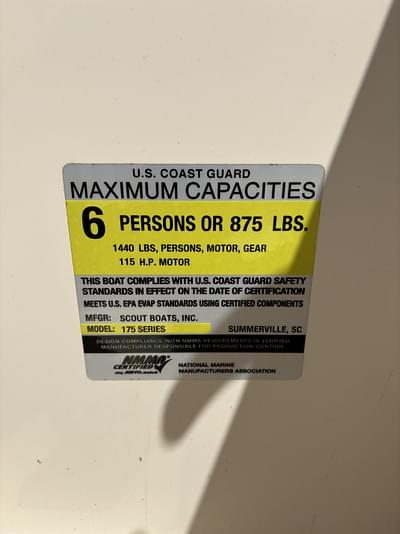 U.S. COAST GUARD
MAXIMUM CAPACITIES
6 PERSONS OR 875 LBS.
1440 LBS, PERSONS, MOTOR, GEAR
115 H.P. MOTOR
THIS BOAT COMPLIES WITH U.S. COAST GUARD SAFETY
STANDARDS IN EFFECT ON THE DATE OF CERTIFICATION
MEETS U.S. EPA EVAP STANDARDS USING CERTIFIED COMPONENTS
MFGR: SCOUT BOATS, INC.
MODEL: 175 SERIES SUMMERVILLE, SC
DESIGN COMPLIANCE WITH NMMA REQUIREMENTS IS VERIFIED.
MANUFACTURER RESPONSIBLE FOR PRODUCTION CONTROL.
NMMA
CERTIFIED
using ABYC standards
NATIONAL MARINE
MANUFACTURERS ASSOCIATION